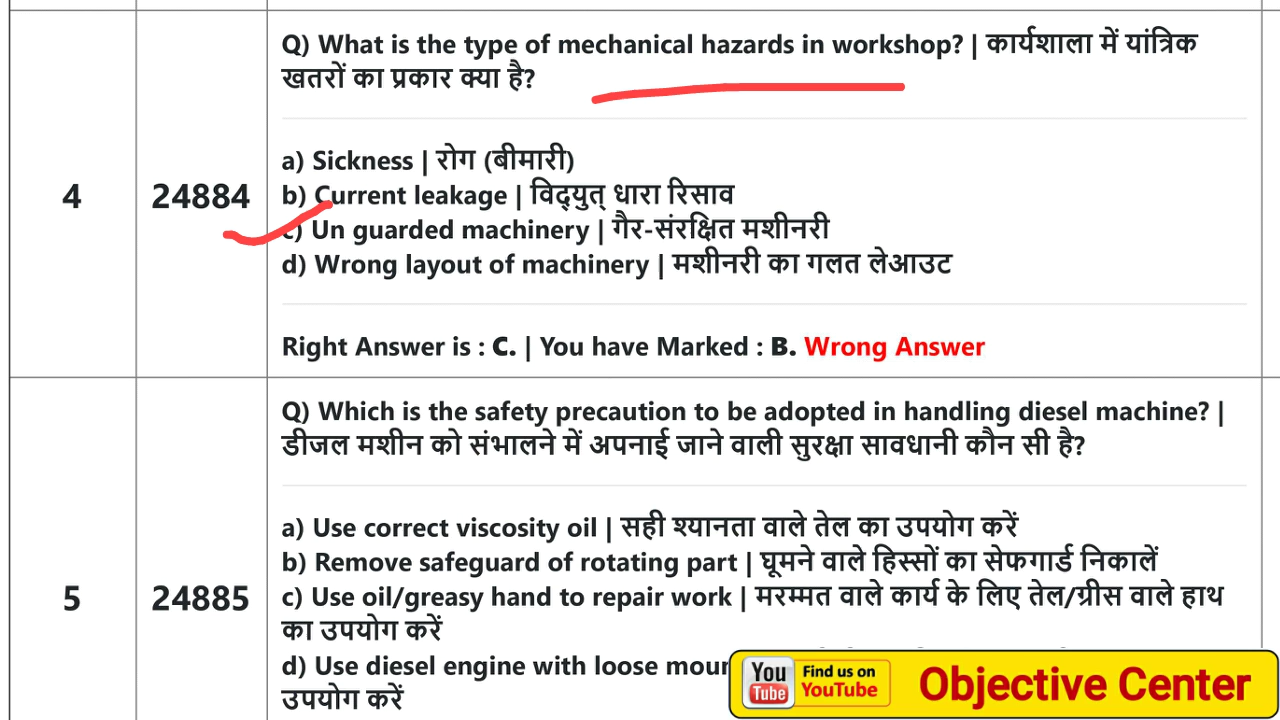 Q) What is the type of mechanical hazards in workshop? | कार्यशाला में यांत्रिक
खतरों का प्रकार क्या है?
4
24884
a) Sickness | रोग (बीमारी)
b) Current leakage | विद्युत् धारा रिसाव
c) Un guarded machinery | गैर-संरक्षित मशीनरी
d) Wrong layout of machinery | मशीनरी का गलत लेआउट
Right Answer is : C. | You have Marked : B. Wrong Answer
Q) Which is the safety precaution to be adopted in handling diesel machine? |
डीजल मशीन को संभालने में अपनाई जाने वाली सुरक्षा सावधानी कौन सी है?
5
24885
a) Use correct viscosity oil | सही श्यानता वाले तेल का उपयोग करें
b) Remove safeguard of rotating part | घूमने वाले हिस्सों का सेफगार्ड निकालें
c) Use oil/greasy hand to repair work | मरम्मत वाले कार्य के लिए तेल/ग्रीस वाले हाथ
का उपयोग करें
d) Use diesel engine with loose
उपयोग करें
You Tube
Find us on
YouTube
Objective Center